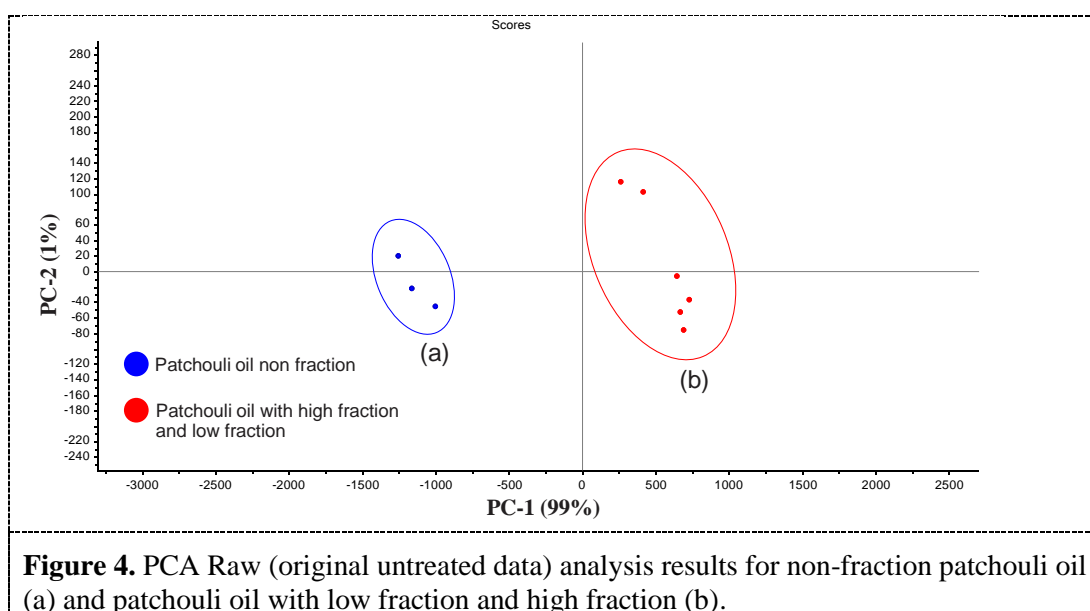 Scores
280
240
220
200
180
140
120
100
60
40
20
0
-20
-40
-60
-80
-120
-140
-160
-180
-220
-240
PC-2 (1%)
(a)
(b)
Patchouli oil non fraction
Patchouli oil with high fraction
and low fraction
-3000 -2500 -2000 -1500 -1000 -500 0 500 1000 1500 2000 2500
PC-1 (99%)
Figure 4. PCA Raw (original untreated data) analysis results for non-fraction patchouli oil
(a) and patchouli oil with low fraction and high fraction (b).